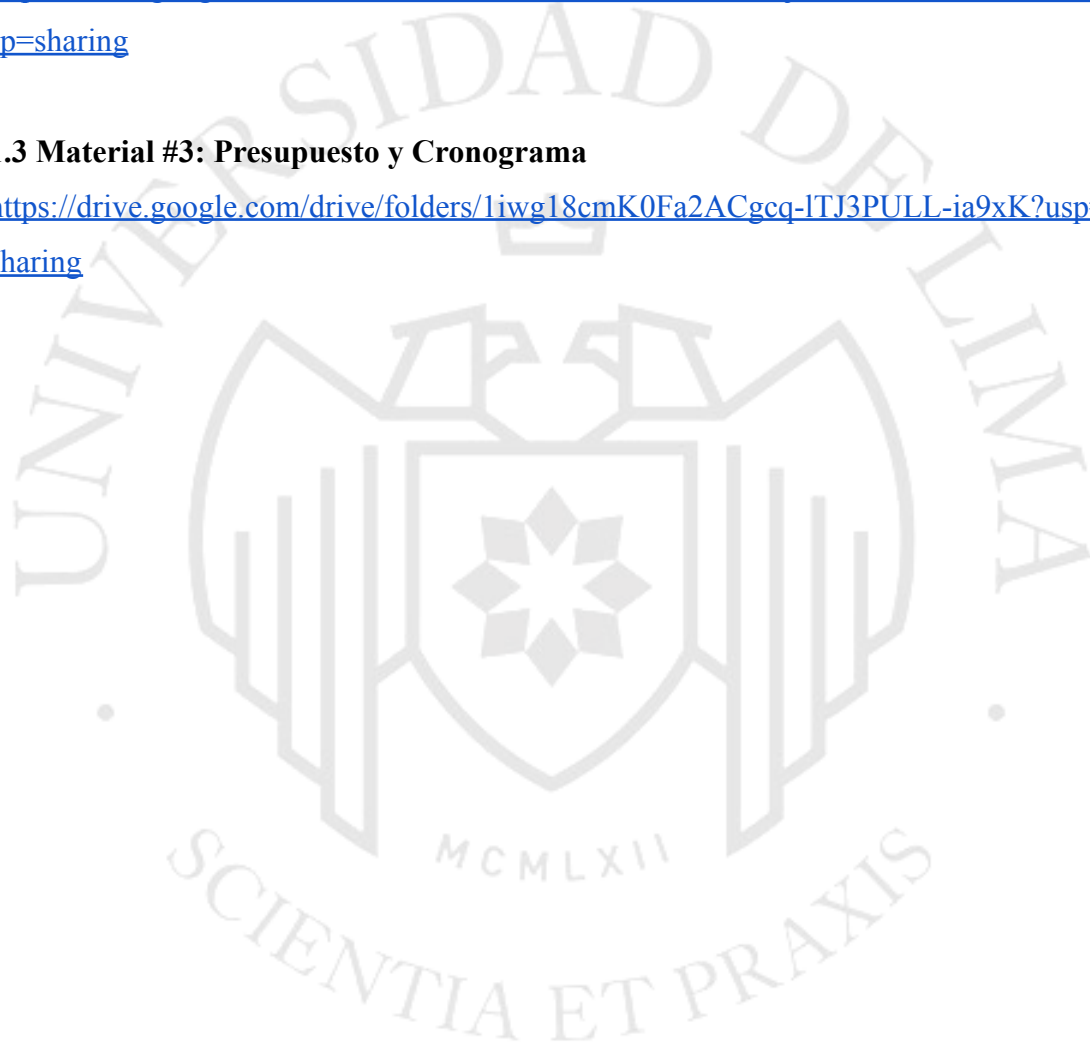 p=sharing
.3 Material #3: Presupuesto y Cronograma
https://drive.google.com/drive/folders/1iwg18cmK0Fa2ACgcq-lTJ3PULL-ia9xK?usp=
haring
UNIVERSIDAD DE LIMA
MCMLXII
SCIENTIA ET PRAXIS